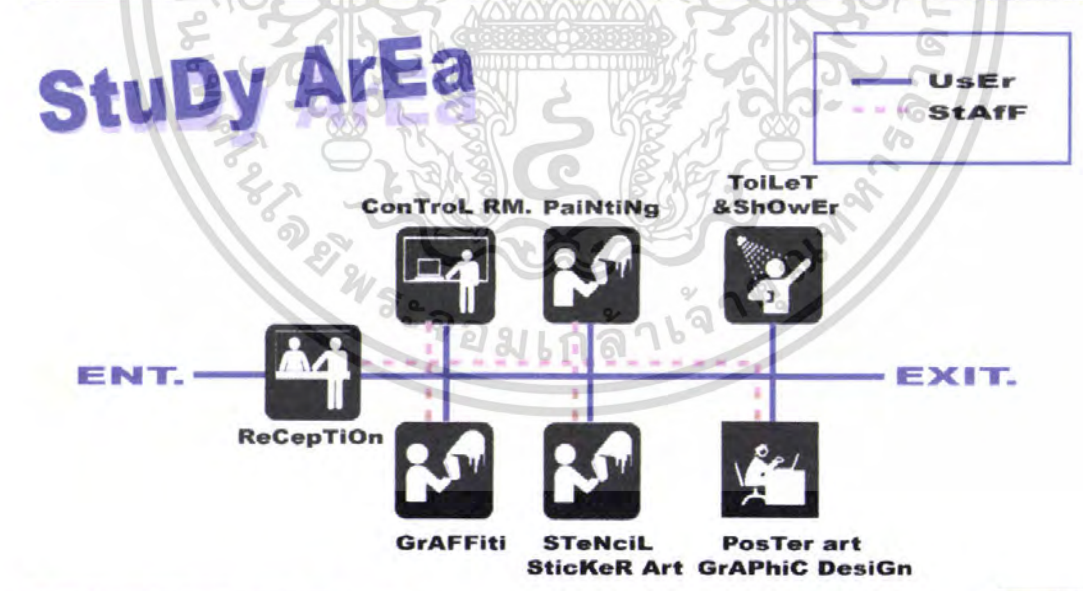 StuDy ArEa
UsEr
StAfF
ToiLeT
&ShOwEr
ConTroL RM.
PaiNtiNg
ENT.
EXIT.
ReCepTiOn
GrAFFiti
STeNciL
SticKeR Art
PosTer art
GrAPhiC DesiGn